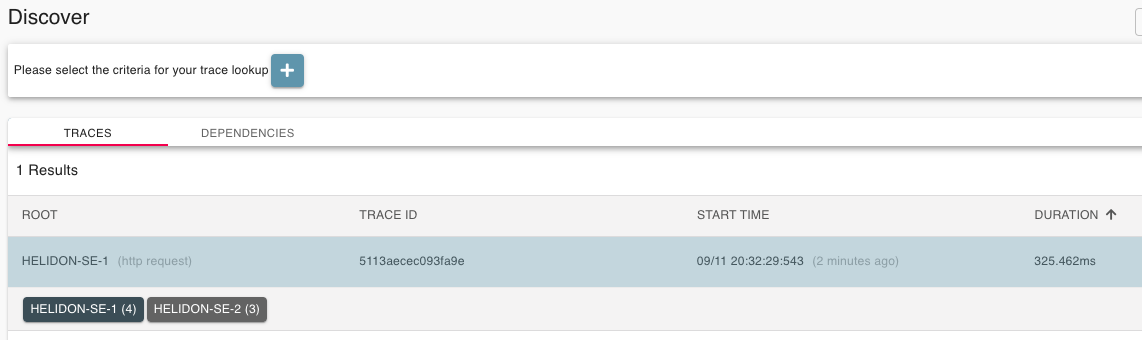 Discover
Please select the criteria for your trace lookup +
TRACES DEPENDENCIES
1 Results
ROOT TRACE ID START TIME DURATION ↑
HELIDON-SE-1 (http request) 5113aecec093fa9e 09/11 20:32:29:543 (2 minutes ago) 325.462ms
HELIDON-SE-1 (4) HELIDON-SE-2 (3)